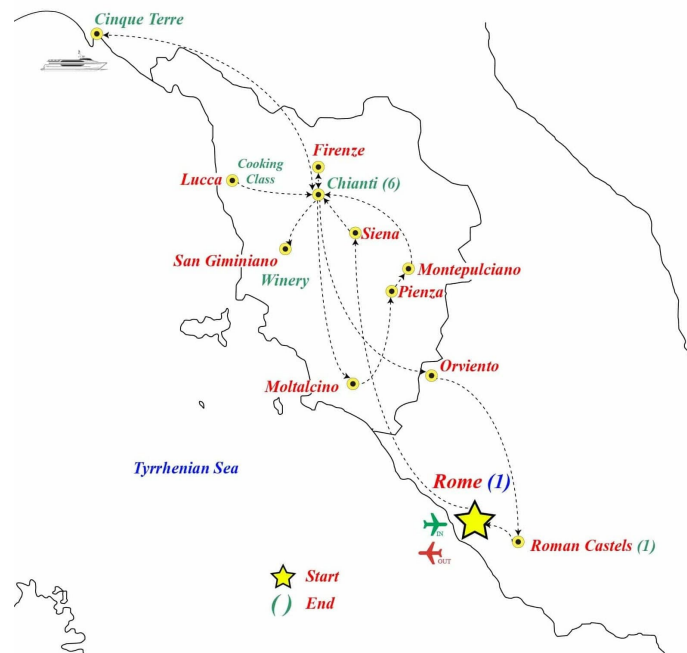 Cinque Terre
Firenze
Cooking
Class
Lucca
Chianti (6)
Siena
San Giminiano
Montepulciano
Winery
Pienza
Orviento
Moltalcino
Tyrrhenian Sea
Rome (1)
IN
OUT
Roman Castels (1)
Start
( ) End